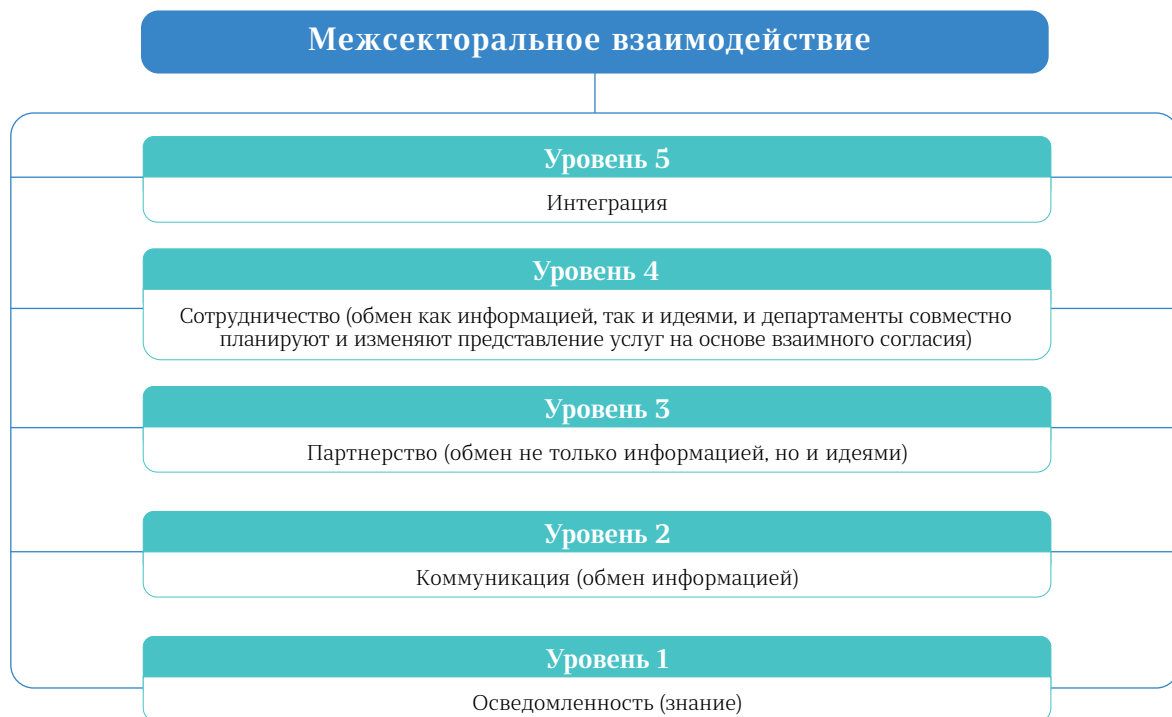 Межсекторальное взаимодействие
Уровень 5
Интеграция
Уровень 4
Сотрудничество (обмен как информацией, так и идеями, и департаменты совместно
планируют и изменяют представление услуг на основе взаимного согласия)
Уровень 3
Партнерство (обмен не только информацией, но и идеями)
Уровень 2
Коммуникация (обмен информацией)
Уровень 1
Осведомленность (знание)